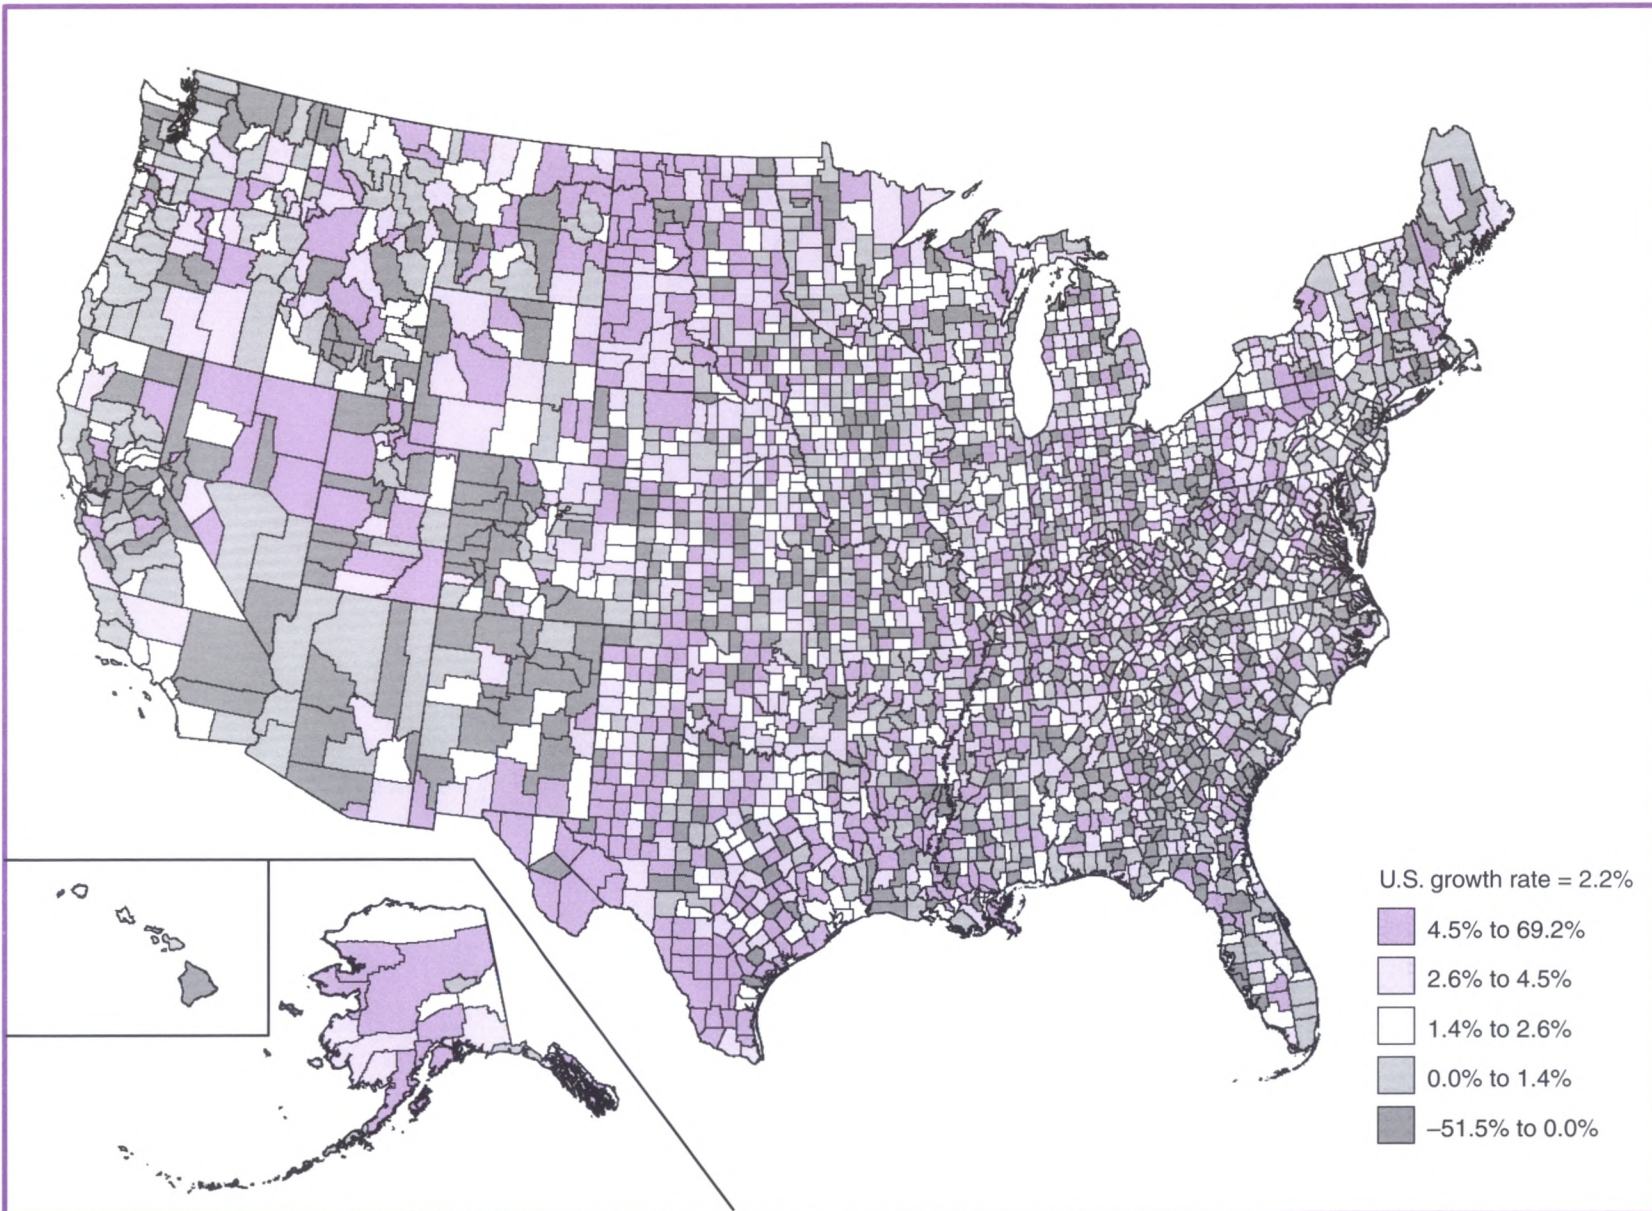 U.S. growth rate = 2.2%
4.5% to 69.2%
2.6% to 4.5%
1.4% to 2.6%
0.0% to 1.4%
–51.5% to 0.0%